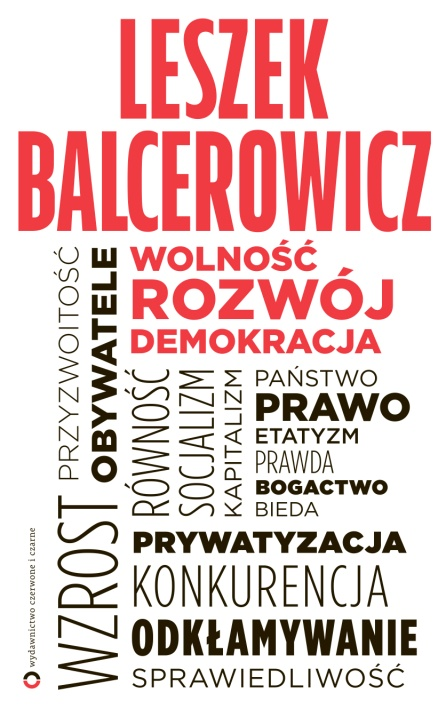 LESZEK
BALCEROWICZ
WOLNOŚĆ
ROZWÓJ
DEMOKRACJA
PRZYZWOITOŚĆ
OBYWATELE
RÓWNOŚĆ
SOCJALIZM
KAPITALIZM
PAŃSTWO
PRAWO
ETATYZM
PRAWDA
BOGACTWO
BIEDA
WZROST
PRYWATYZACJA
KONKURENCJA
ODKŁAMYWANIE
SPRAWIEDLIWOŚĆ
wydawnictwo czerwone i czarne